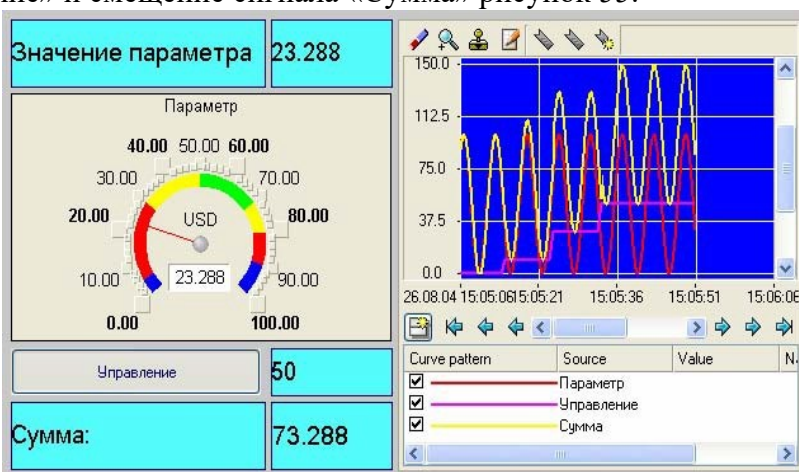 ние» и смещение сигнала «Сумма» рисунок 55.
Значение параметра 23.288
Параметр
40.00 50.00 60.00
30.00 70.00
20.00 USD 80.00
10.00 23.288 90.00
0.00 100.00
Управление 50
Сумма: 73.288
150.0
112.5
75.0
37.5
0.0
26.08.04 15:05:06 15:05:21 15:05:36 15:05:51 15:06:06
Curve pattern Source Value
Параметр
Управление
Сумма